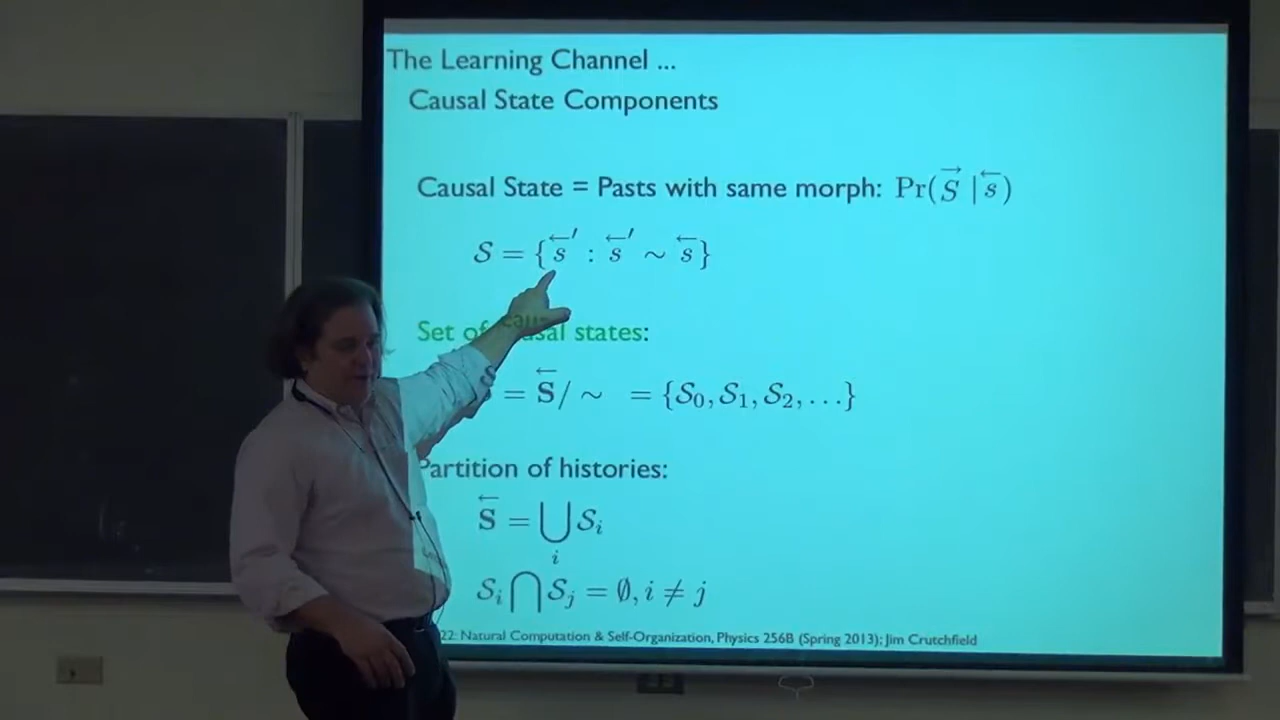 The Learning Channel ...
Causal State Components
Causal State = Pasts with same morph: Pr(S⃗ | s⃖)
𝒮 = {s⃖′ : s⃖′ ∼ s⃖}
Set of causal states:
𝒮 = S⃖/ ∼ = {𝒮₀, 𝒮₁, 𝒮₂, …}
Partition of histories:
S⃖ = ⋃ᵢ 𝒮ᵢ
𝒮ᵢ ⋂ 𝒮ⱼ = ∅, i ≠ j
22: Natural Computation & Self-Organization, Physics 256B (Spring 2013); Jim Crutchfield